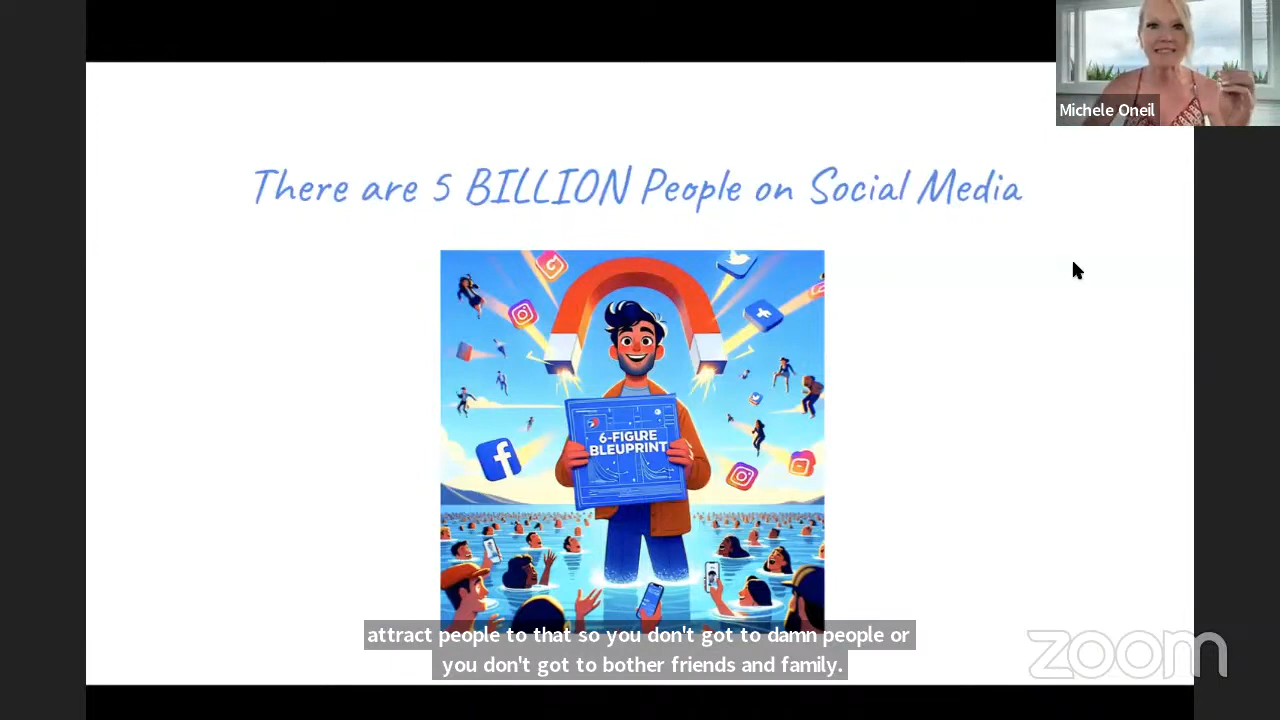 Michele Oneil
There are 5 BILLION People on Social Media
6-FIGURE
BLEUPRINT
attract people to that so you don't got to damn people or
you don't got to bother friends and family.
zoom